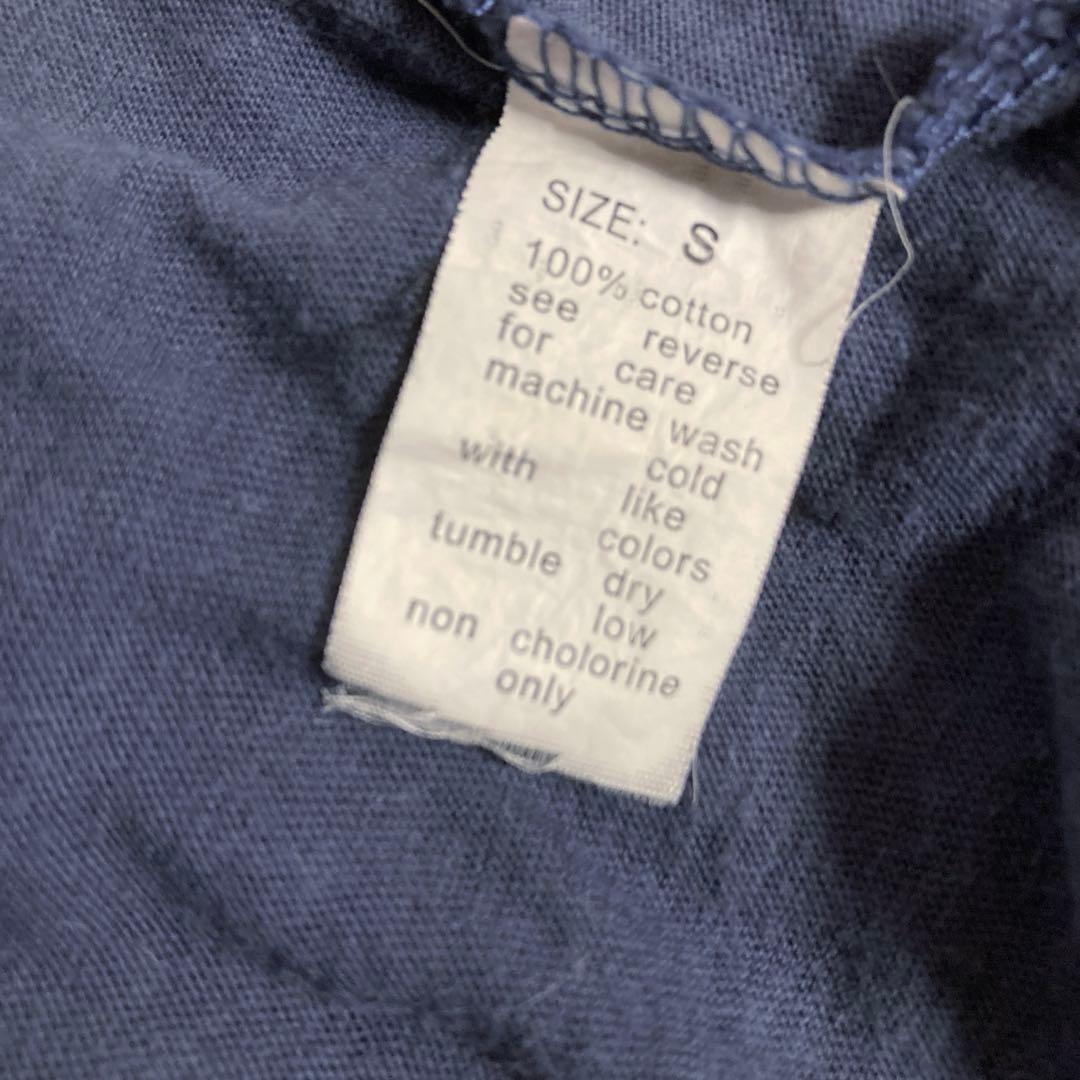 SIZE: S
100% cotton
see reverse
for care
machine wash
with cold
like
colors
tumble dry
low
non cholorine
only